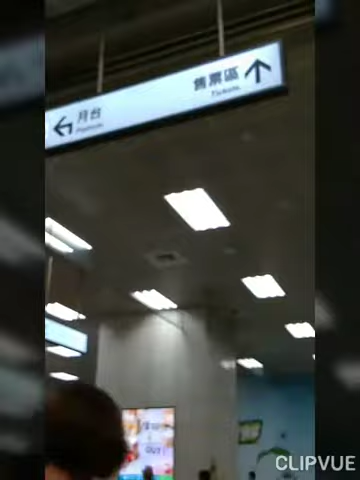 月台
Platform
售票區
Tickets
CLIPVUE